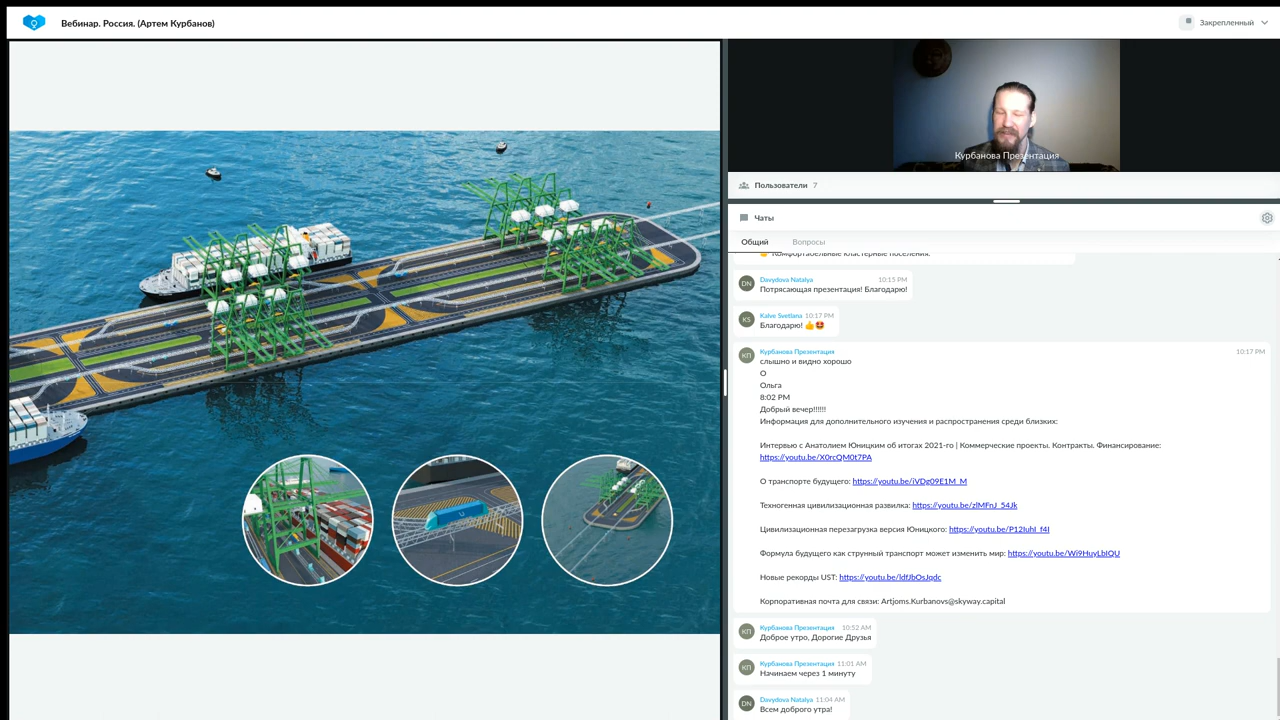 Вебинар. Россия. (Артем Курбанов)
Закрепленный
Курбанова Презентация
Пользователи 7
Чаты
Общий Вопросы
Комфортабельные кластерные поселения.
DN
Davydova Natalya 10:15 PM
Потрясающая презентация! Благодарю!
KS
Kalve Svetlana 10:17 PM
Благодарю! 👍🤩
КП
Курбанова Презентация 10:17 PM
слышно и видно хорошо
О
Ольга
8:02 PM
Добрый вечер!!!!!!
Информация для дополнительного изучения и распространения среди близких:
Интервью с Анатолием Юницким об итогах 2021-го | Коммерческие проекты. Контракты. Финансирование:
https://youtu.be/X0rcQM0t7PA
О транспорте будущего: https://youtu.be/iVDg09E1M_M
Техногенная цивилизационная развилка: https://youtu.be/zlMFnJ_54Jk
Цивилизационная перезагрузка версия Юницкого: https://youtu.be/P12IuhI_f4I
Формула будущего как струнный транспорт может изменить мир: https://youtu.be/Wi9HuyLbIQU
Новые рекорды UST: https://youtu.be/ldfJbOsJqdc
Корпоративная почта для связи: Artjoms.Kurbanovs@skyway.capital
КП
Курбанова Презентация 10:52 AM
Доброе утро, Дорогие Друзья
КП
Курбанова Презентация 11:01 AM
Начинаем через 1 минуту
DN
Davydova Natalya 11:04 AM
Всем доброго утра!